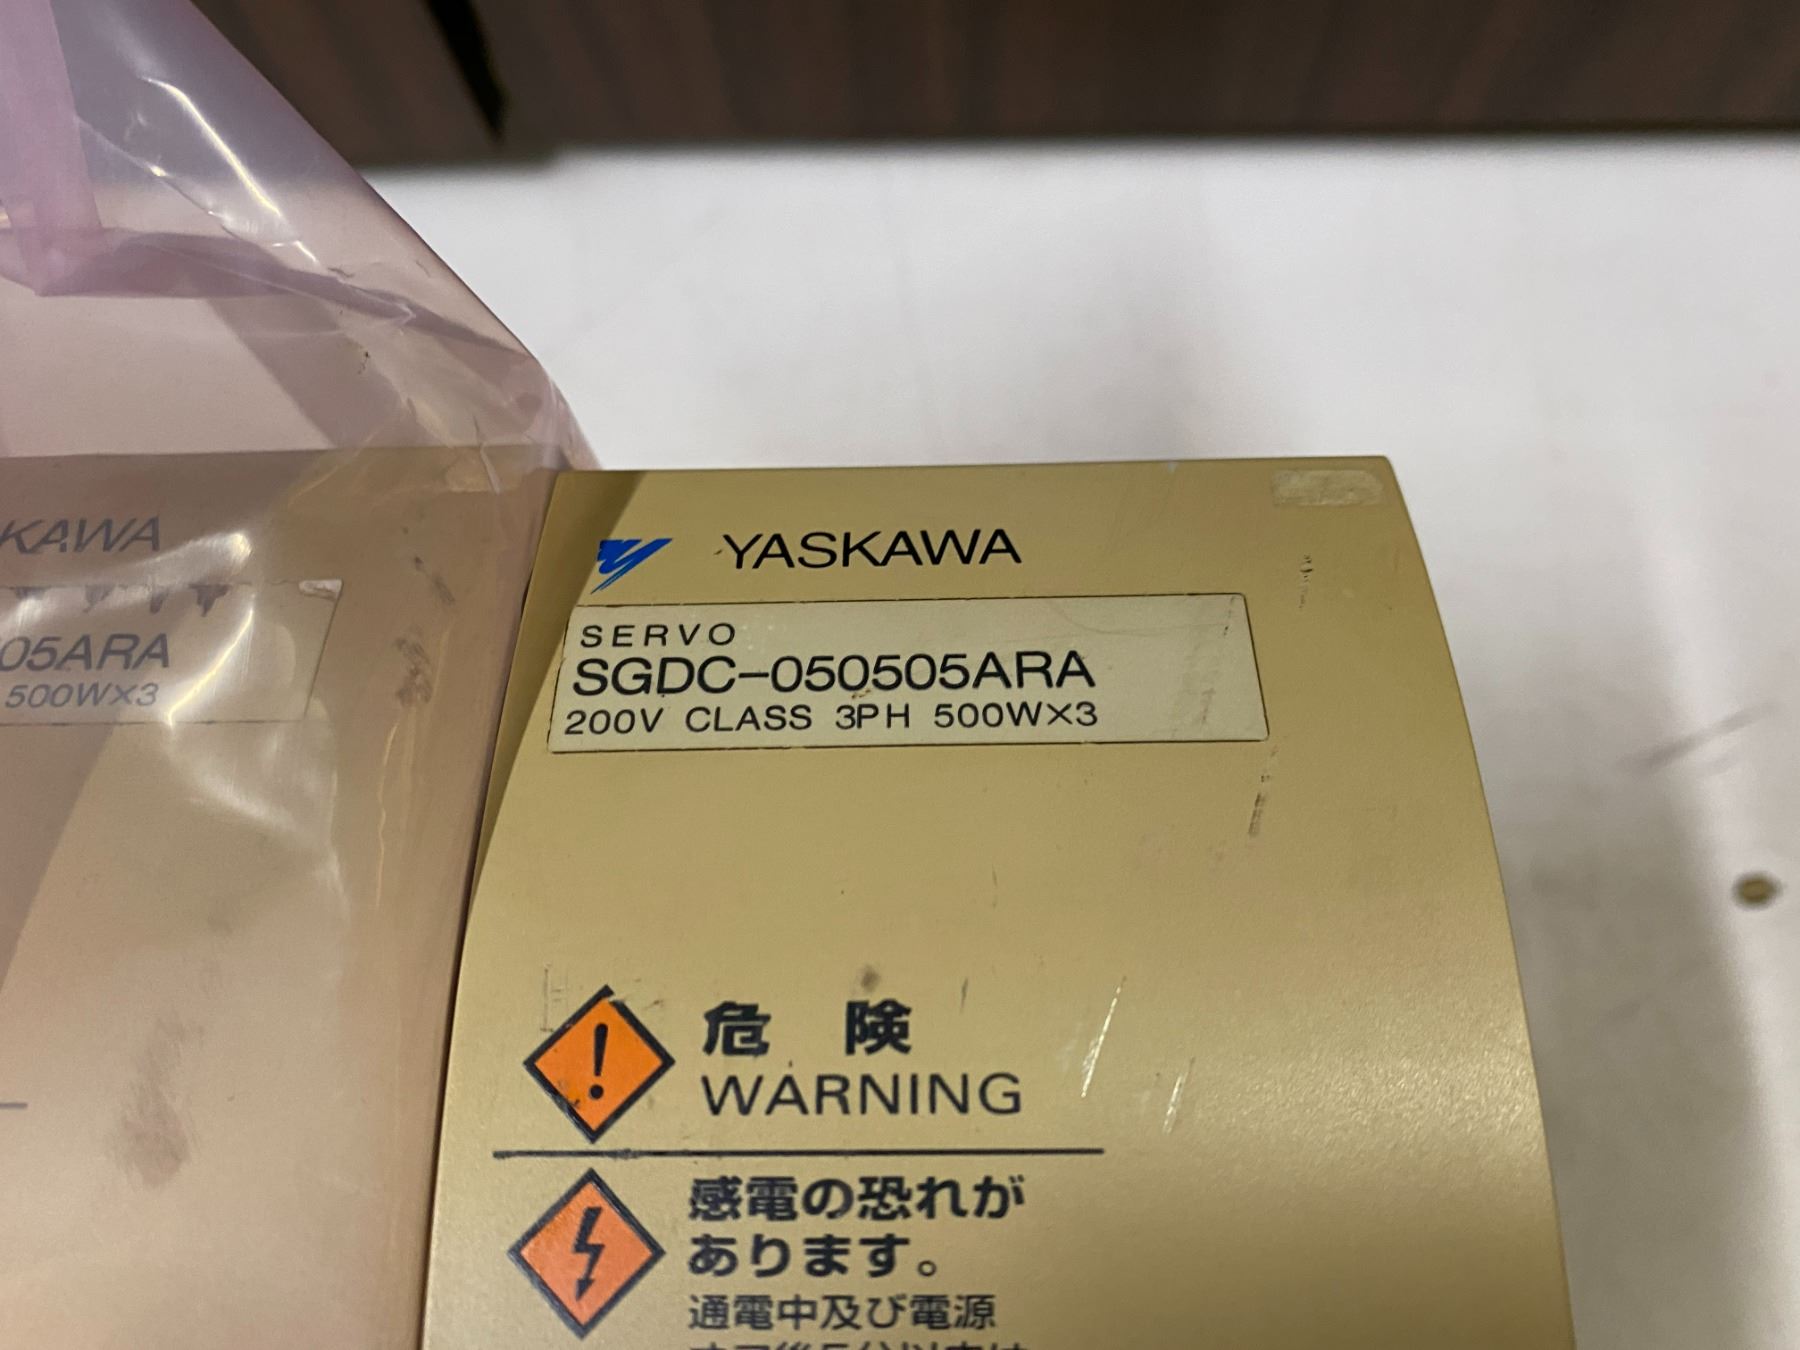 YASKAWA
SERVO
SGDC-050505ARA
200V CLASS 3PH 500W×3
危 険
WARNING
感電の恐れが
あります。
通電中及び電源
KAWA
05ARA
500W×3